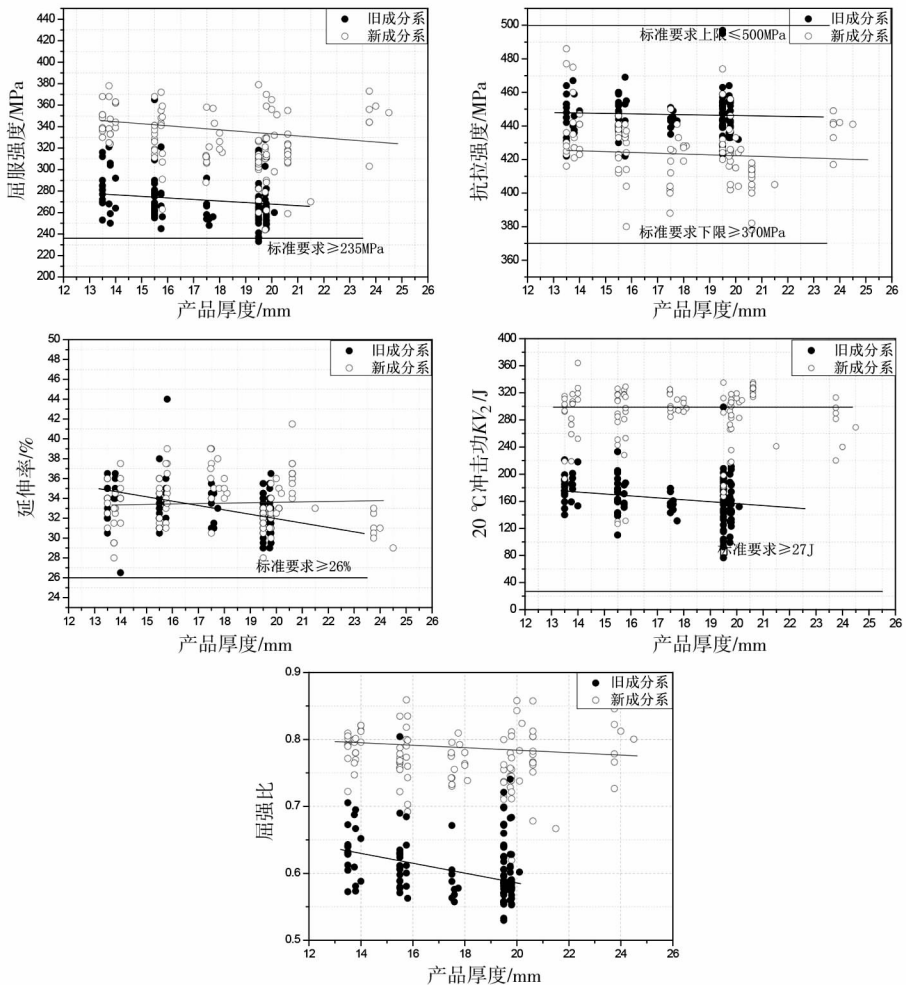 440
420
400
380
360
340
320
300
280
260
240
220
200
屈服强度/MPa
旧成分系
新成分系
标准要求≥235MPa
12 13 14 15 16 17 18 19 20 21 22 23 24 25 26
产品厚度/mm
500
480
460
440
420
400
380
360
抗拉强度/MPa
标准要求上限≤500MPa
旧成分系
新成分系
标准要求下限≥370MPa
12 13 14 15 16 17 18 19 20 21 22 23 24 25 26
产品厚度/mm
50
48
46
44
42
40
38
36
34
32
30
28
26
24
延伸率/%
旧成分系
新成分系
标准要求≥26%
12 13 14 15 16 17 18 19 20 21 22 23 24 25 26
产品厚度/mm
400
360
320
280
240
200
160
120
80
40
0
20 ℃冲击功KV₂/J
旧成分系
新成分系
标准要求≥27J
12 13 14 15 16 17 18 19 20 21 22 23 24 25 26
产品厚度/mm
0.9
0.8
0.7
0.6
0.5
屈强比
旧成分系
新成分系
12 14 16 18 20 22 24 26
产品厚度/mm